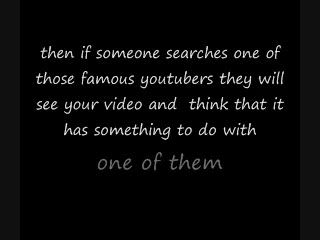 then if someone searches one of
those famous youtubers they will
see your video and think that it
has something to do with
one of them